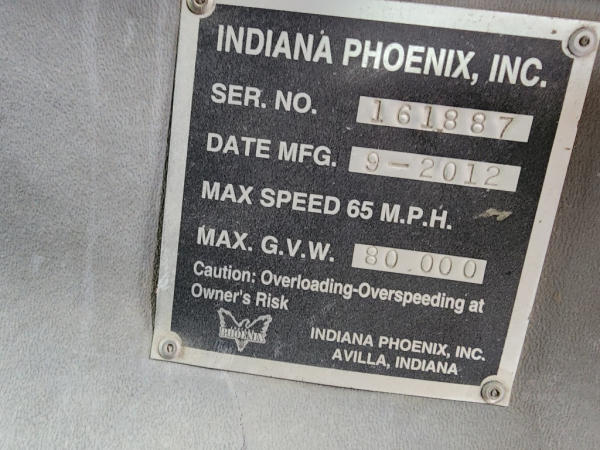 INDIANA PHOENIX, INC.
SER. NO. 161887
DATE MFG. 9-2012
MAX SPEED 65 M.P.H.
MAX. G.V.W. 80.000
Caution: Overloading-Overspeeding at
Owner's Risk
PHOENIX
INDIANA PHOENIX, INC.
AVILLA, INDIANA